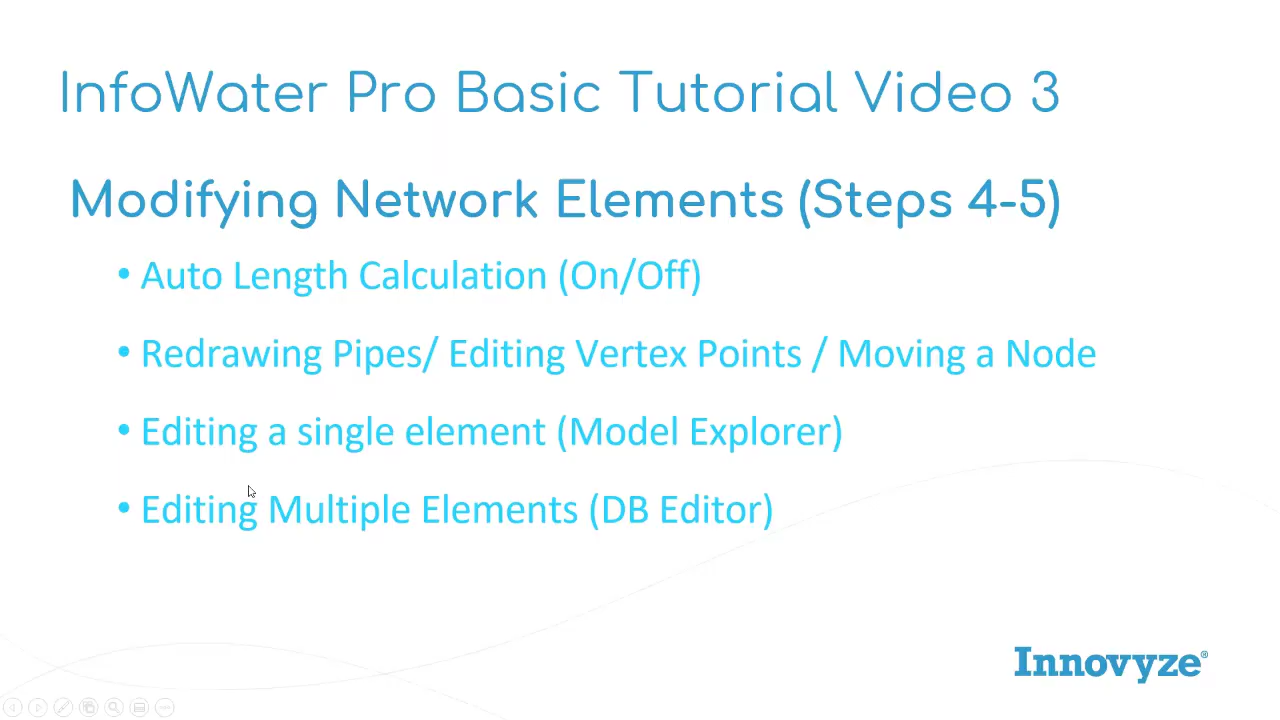 InfoWater Pro Basic Tutorial Video 3
Modifying Network Elements (Steps 4-5)
• Auto Length Calculation (On/Off)
• Redrawing Pipes/ Editing Vertex Points / Moving a Node
• Editing a single element (Model Explorer)
• Editing Multiple Elements (DB Editor)
Innovyze®